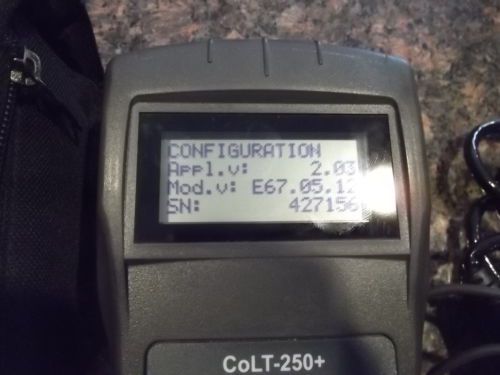 CONFIGURATION
Appl.v: 2.03
Mod.v: E67.05.12
SN: 427156
CoLT-250+